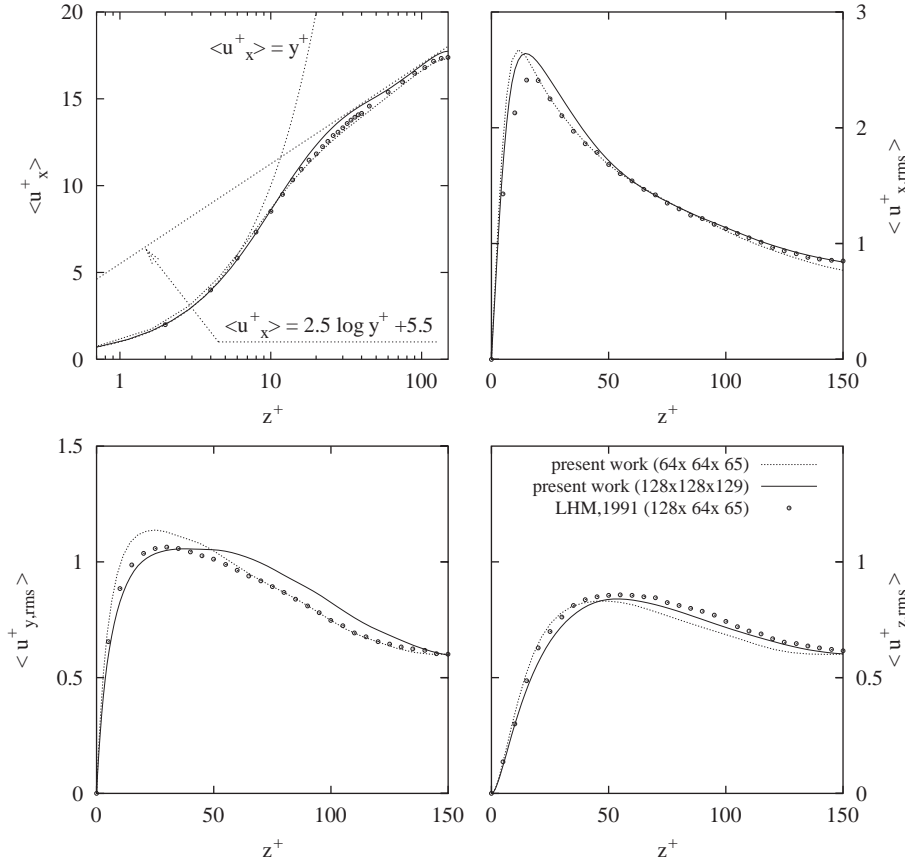 20
15
10
5
0
<u⁺ₓ>
<u⁺ₓ> = y⁺
<u⁺ₓ> = 2.5 log y⁺ +5.5
1
10
100
z⁺
3
2
1
0
< u⁺x,rms >
0
50
100
150
z⁺
1.5
1
0.5
0
< u⁺y,rms >
0
50
100
150
z⁺
present work (64x 64x 65)
present work (128x128x129)
LHM,1991 (128x 64x 65)
1
0.5
0
< u⁺z,rms >
0
50
100
150
z⁺